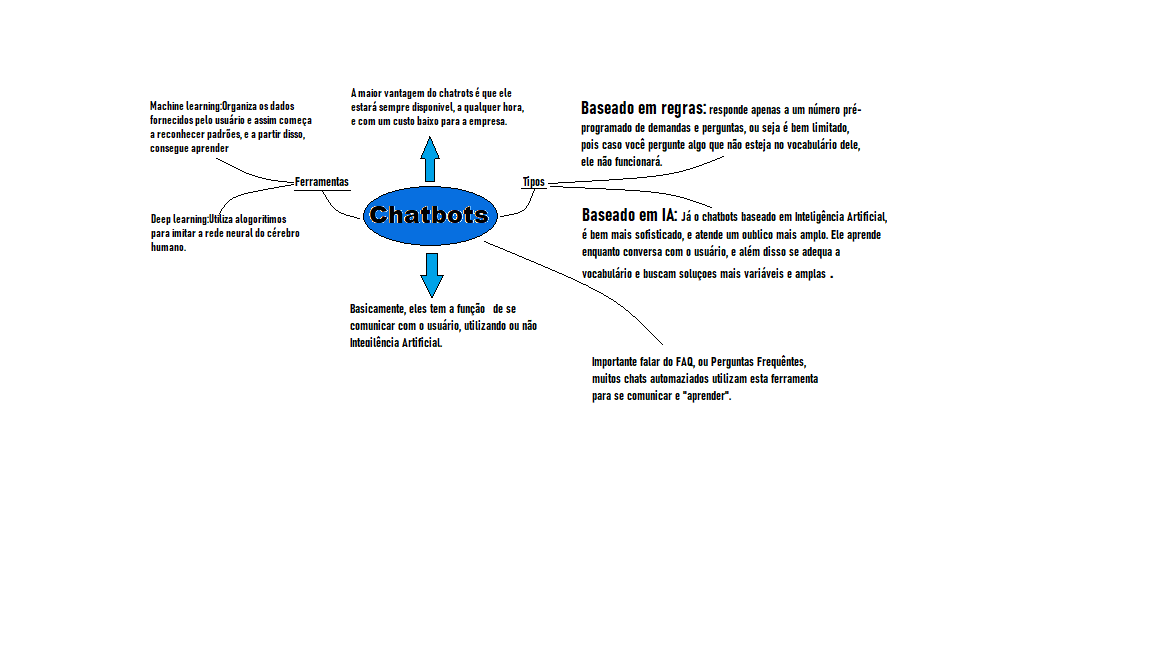 A maior vantagem do chatrots é que ele
estará sempre disponivel, a qualquer hora,
e com um custo baixo para a empresa.
Machine learning:Organiza os dados
fornecidos pelo usuário e assim começa
a reconhecer padrões, e a partir disso,
consegue aprender
Ferramentas
Deep learning:Utiliza alogoritimos
para imitar a rede neural do cérebro
humano.
Chatbots
Tipos
Baseado em regras: responde apenas a um número pré-
programado de demandas e perguntas, ou seja é bem limitado,
pois caso você pergunte algo que não esteja no vocabulário dele,
ele não funcionará.
Baseado em IA: Já o chatbots baseado em Inteligência Artificial,
é bem mais sofisticado, e atende um oublico mais amplo. Ele aprende
enquanto conversa com o usuário, e além disso se adequa a
vocabulário e buscam soluçoes mais variáveis e amplas .
Basicamente, eles tem a função de se
comunicar com o usuário, utilizando ou não
Integilência Artificial.
Importante falar do FAQ, ou Perguntas Frequêntes,
muitos chats automaziados utilizam esta ferramenta
para se comunicar e "aprender".